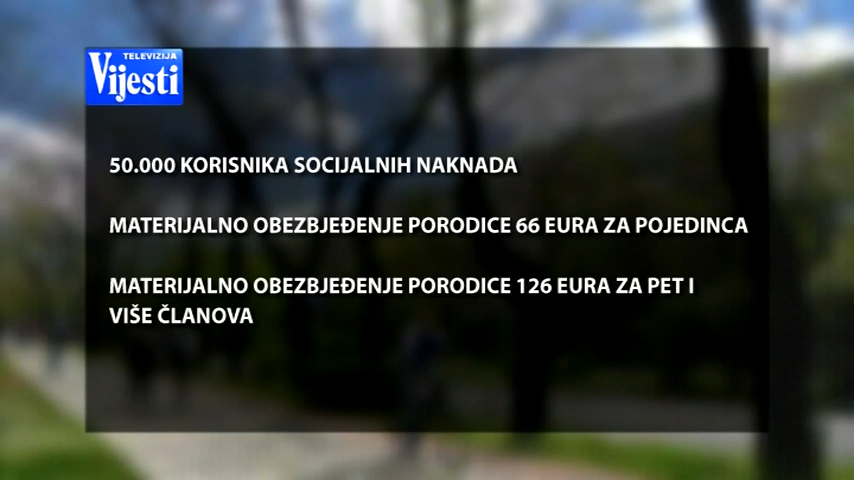 TELEVIZIJA
Vijesti
50.000 KORISNIKA SOCIJALNIH NAKNADA
MATERIJALNO OBEZBJEĐENJE PORODICE 66 EURA ZA POJEDINCA
MATERIJALNO OBEZBJEĐENJE PORODICE 126 EURA ZA PET I
VIŠE ČLANOVA